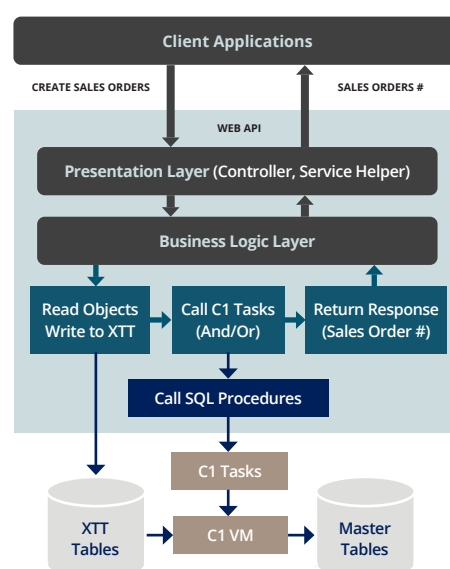 Client Applications
CREATE SALES ORDERS
SALES ORDERS #
WEB API
Presentation Layer (Controller, Service Helper)
Business Logic Layer
Read Objects
Write to XTT
Call C1 Tasks
(And/Or)
Return Response
(Sales Order #)
Call SQL Procedures
C1 Tasks
XTT
Tables
C1 VM
Master
Tables